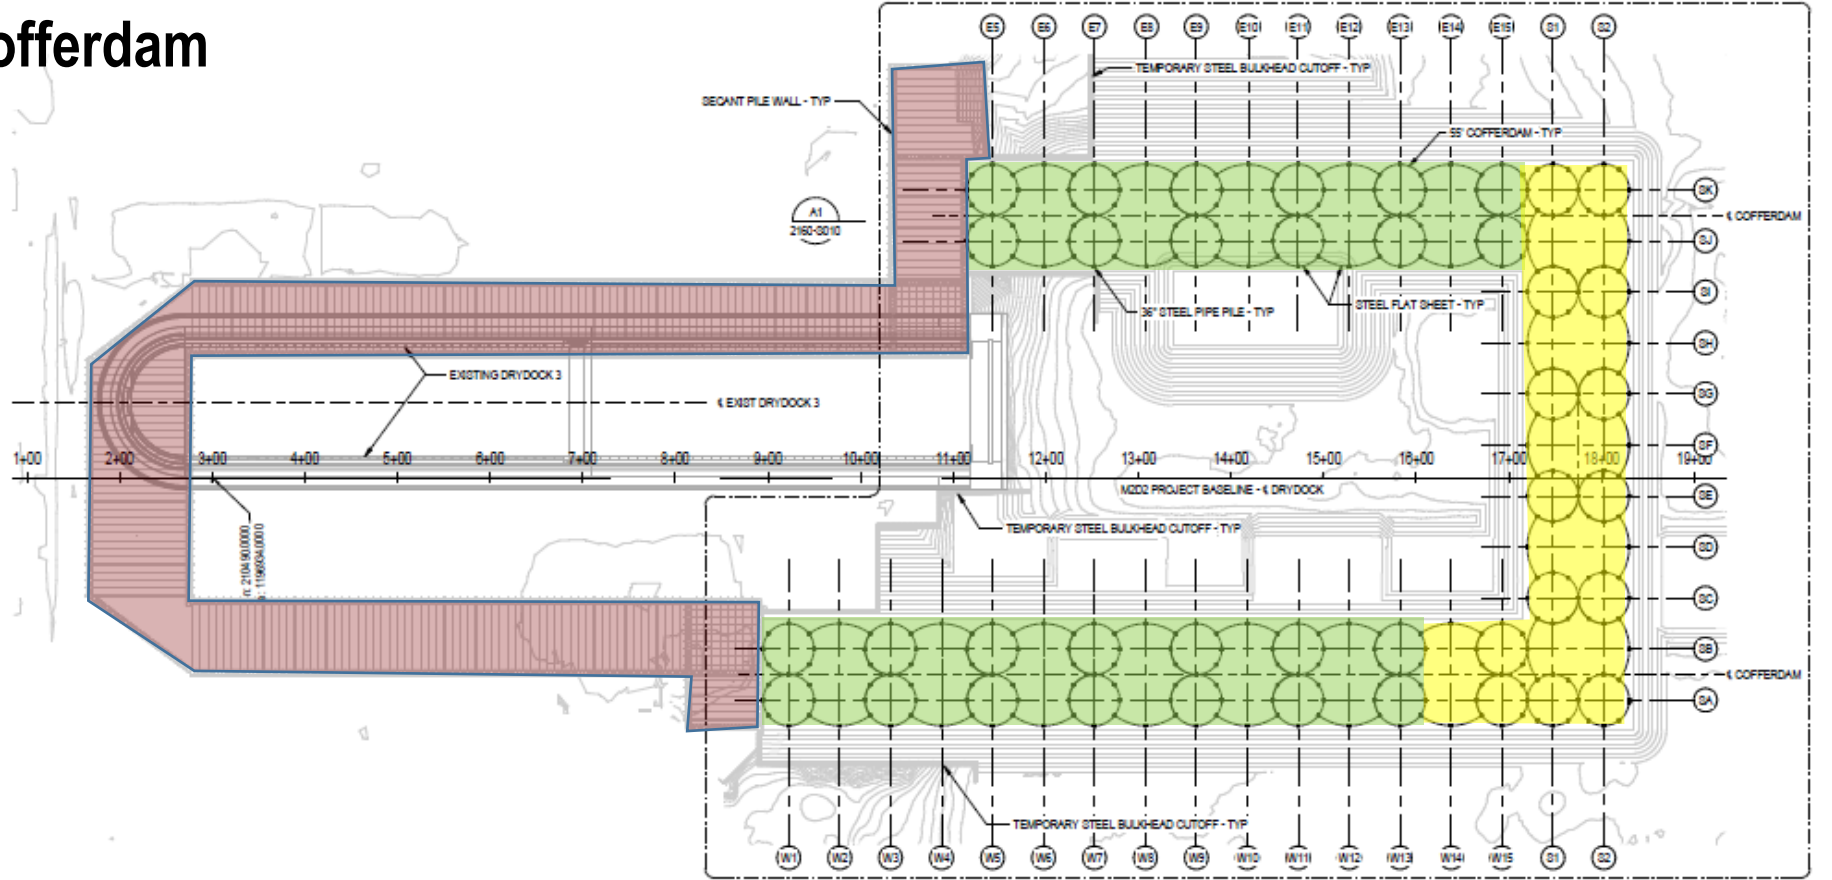 offerdam
E5 E6 E7 E8 E9 E10 E11 E12 E13 E14 E15 S1 S2
TEMPORARY STEEL BULKHEAD CUTOFF - TYP
SECANT PILE WALL - TYP
55' COFFERDAM - TYP
SK
A1
2160-S010
℄ COFFERDAM
SJ
SI
36" STEEL PIPE PILE - TYP
STEEL FLAT SHEET - TYP
SH
EXISTING DRYDOCK 3
SG
℄ EXIST DRYDOCK 3
SF
1+00 2+00 3+00 4+00 5+00 6+00 7+00 8+00 9+00 10+00 11+00 12+00 13+00 14+00 15+00 16+00 17+00 18+00 19+00
M2D2 PROJECT BASELINE - ℄ DRYDOCK
SE
TEMPORARY STEEL BULKHEAD CUTOFF - TYP
SD
SC
SB
℄ COFFERDAM
SA
TEMPORARY STEEL BULKHEAD CUTOFF - TYP
W1 W2 W3 W4 W5 W6 W7 W8 W9 W10 W11 W12 W13 W14 W15 S1 S2